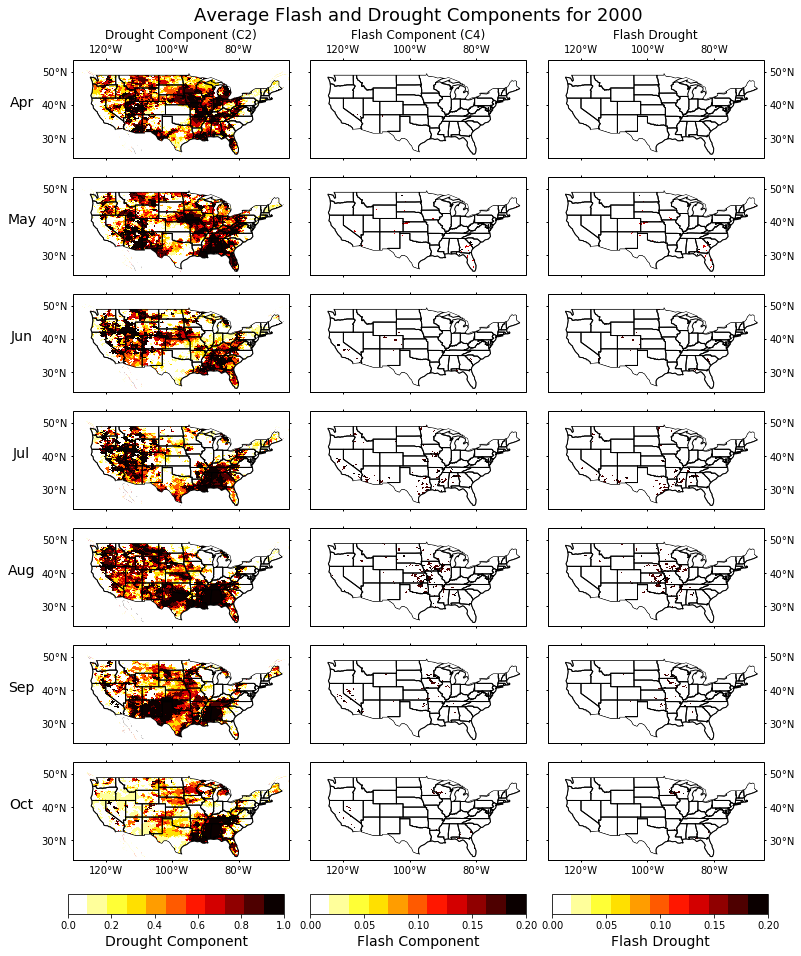 Average Flash and Drought Components for 2000
Drought Component (C2) Flash Component (C4) Flash Drought
120°W 100°W 80°W 120°W 100°W 80°W 120°W 100°W 80°W
50°N 50°N
Apr 40°N 40°N
30°N 30°N
50°N 50°N
May 40°N 40°N
30°N 30°N
50°N 50°N
Jun 40°N 40°N
30°N 30°N
50°N 50°N
Jul 40°N 40°N
30°N 30°N
50°N 50°N
Aug 40°N 40°N
30°N 30°N
50°N 50°N
Sep 40°N 40°N
30°N 30°N
50°N 50°N
Oct 40°N 40°N
30°N 30°N
120°W 100°W 80°W 120°W 100°W 80°W 120°W 100°W 80°W
0.0 0.2 0.4 0.6 0.8 1.0 0.00 0.05 0.10 0.15 0.20 0.00 0.05 0.10 0.15 0.20
Drought Component Flash Component Flash Drought